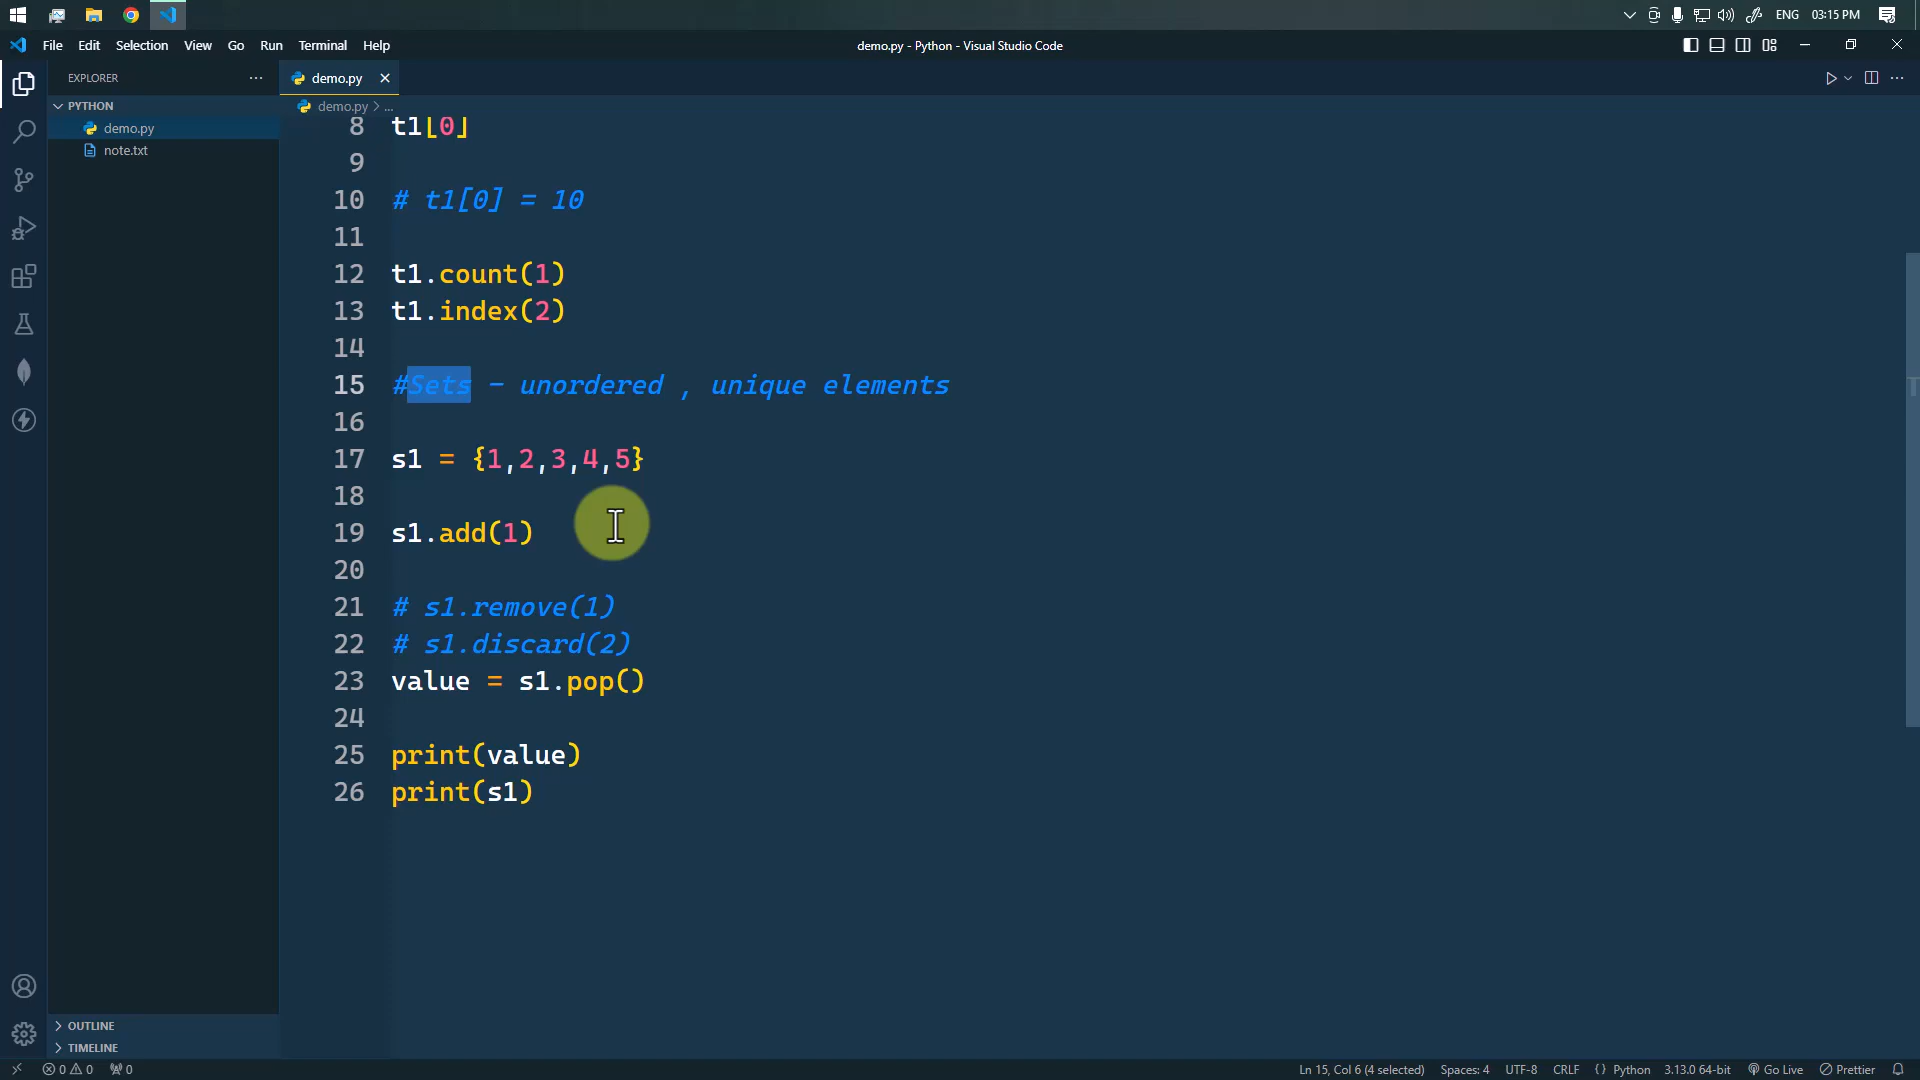 ENG 03:15 PM
File Edit Selection View Go Run Terminal Help
demo.py - Python - Visual Studio Code
EXPLORER ...
demo.py
PYTHON
demo.py > ...
demo.py
note.txt
8 t1[0]
9
10 # t1[0] = 10
11
12 t1.count(1)
13 t1.index(2)
14
15 #Sets - unordered , unique elements
16
17 s1 = {1,2,3,4,5}
18
19 s1.add(1)
20
21 # s1.remove(1)
22 # s1.discard(2)
23 value = s1.pop()
24
25 print(value)
26 print(s1)
OUTLINE
TIMELINE
0 0 0 Ln 15, Col 6 (4 selected) Spaces: 4 UTF-8 CRLF { } Python 3.13.0 64-bit Go Live Prettier